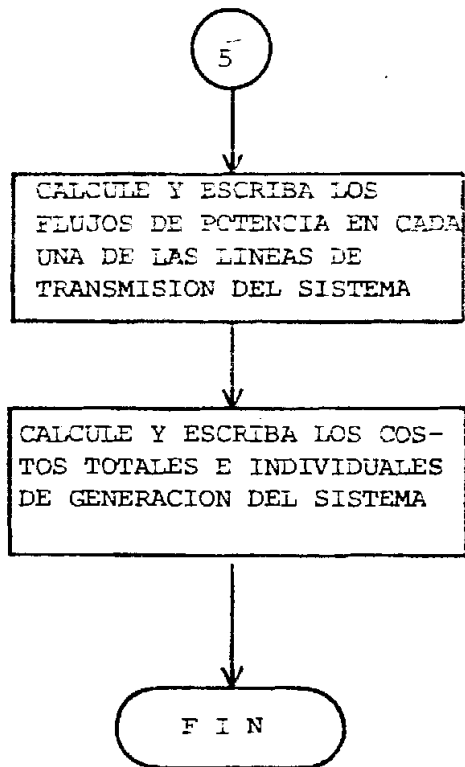 5
CALCULE Y ESCRIBA LOS
FLUJOS DE POTENCIA EN CADA
UNA DE LAS LINEAS DE
TRANSMISION DEL SISTEMA
CALCULE Y ESCRIBA LOS COS-
TOS TOTALES E INDIVIDUALES
DE GENERACION DEL SISTEMA
F I N